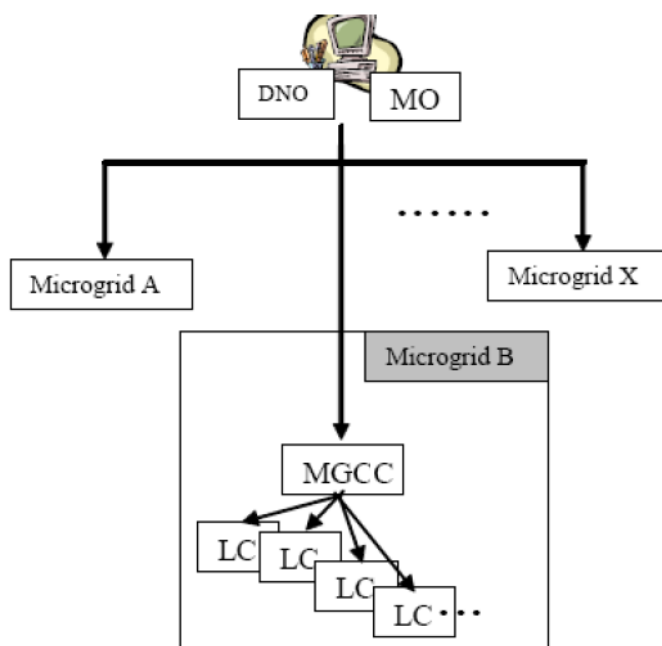 DNO
MO
......
Microgrid A
Microgrid X
Microgrid B
MGCC
LC
LC
LC
LC...